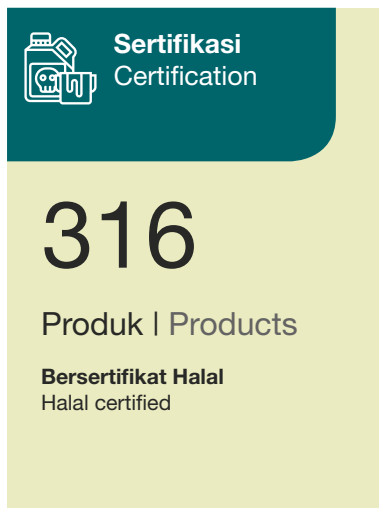 Sertifikasi
Certification
316
Produk | Products
Bersertifikat Halal
Halal certified